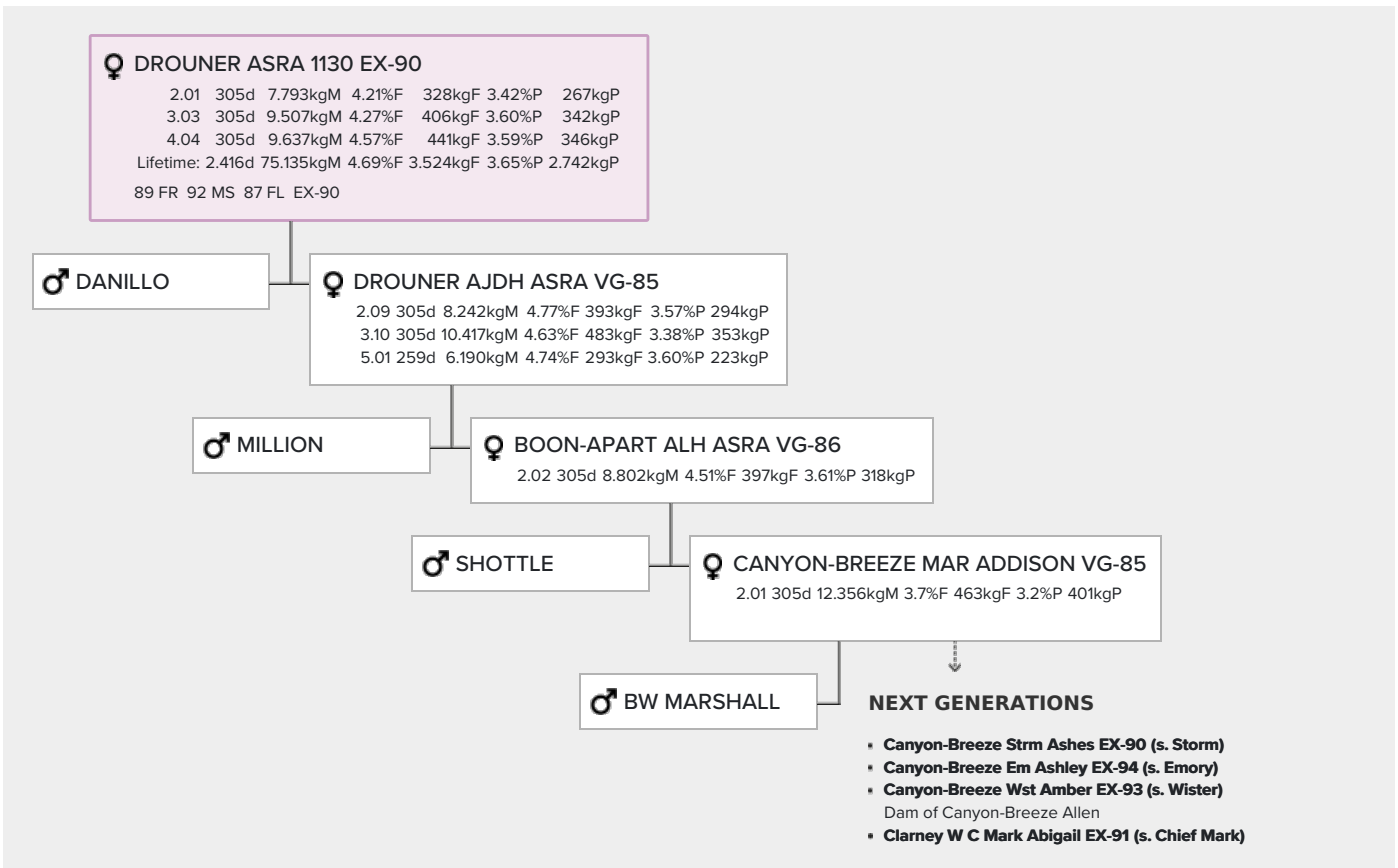 DROUNER ASRA 1130 EX-90
2.01 305d 7.793kgM 4.21%F 328kgF 3.42%P 267kgP
3.03 305d 9.507kgM 4.27%F 406kgF 3.60%P 342kgP
4.04 305d 9.637kgM 4.57%F 441kgF 3.59%P 346kgP
Lifetime: 2.416d 75.135kgM 4.69%F 3.524kgF 3.65%P 2.742kgP
89 FR 92 MS 87 FL EX-90
DANILLO
DROUNER AJDH ASRA VG-85
2.09 305d 8.242kgM 4.77%F 393kgF 3.57%P 294kgP
3.10 305d 10.417kgM 4.63%F 483kgF 3.38%P 353kgP
5.01 259d 6.190kgM 4.74%F 293kgF 3.60%P 223kgP
MILLION
BOON-APART ALH ASRA VG-86
2.02 305d 8.802kgM 4.51%F 397kgF 3.61%P 318kgP
SHOTTLE
CANYON-BREEZE MAR ADDISON VG-85
2.01 305d 12.356kgM 3.7%F 463kgF 3.2%P 401kgP
BW MARSHALL
NEXT GENERATIONS
▪ Canyon-Breeze Strm Ashes EX-90 (s. Storm)
▪ Canyon-Breeze Em Ashley EX-94 (s. Emory)
▪ Canyon-Breeze Wst Amber EX-93 (s. Wister)
Dam of Canyon-Breeze Allen
▪ Clarney W C Mark Abigail EX-91 (s. Chief Mark)